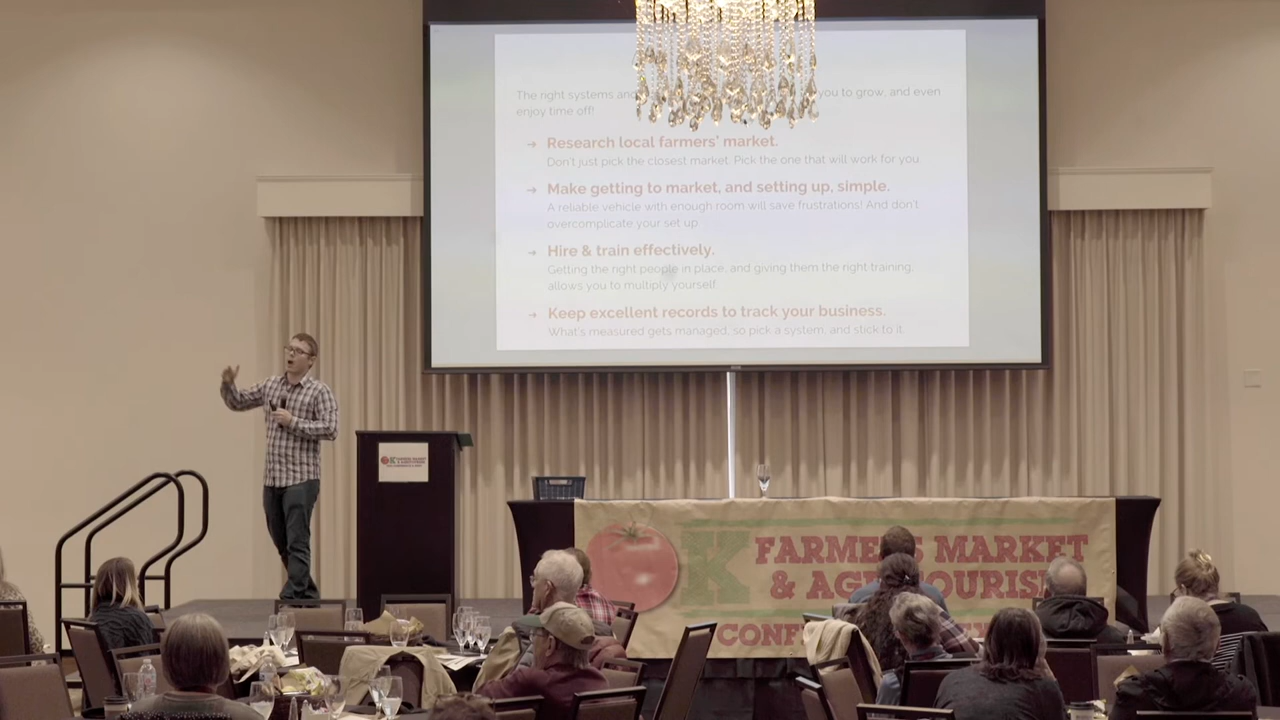 The right systems and you to grow, and even
enjoy time off!
→ Research local farmers' market.
Don't just pick the closest market. Pick the one that will work for you.
→ Make getting to market, and setting up, simple.
A reliable vehicle with enough room will save frustrations! And don't
overcomplicate your set up.
→ Hire & train effectively.
Getting the right people in place, and giving them the right training,
allows you to multiply yourself.
→ Keep excellent records to track your business.
What's measured gets managed, so pick a system, and stick to it.
K FARMERS MARKET
& AGRITOURISM